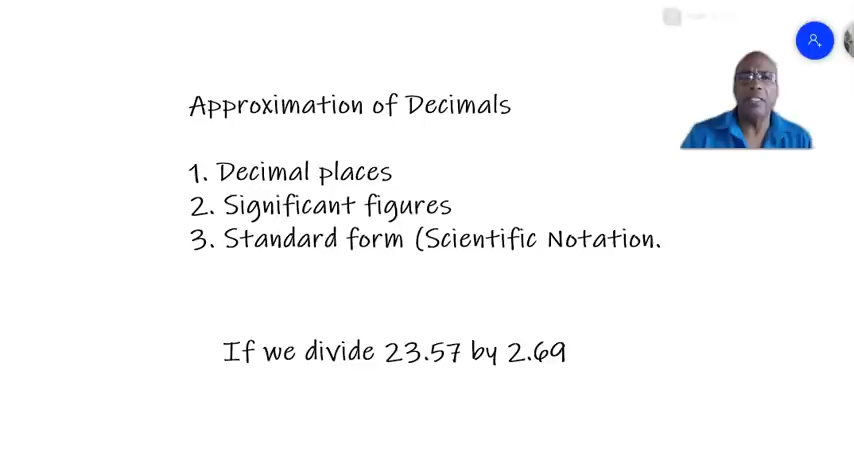 Approximation of Decimals
1. Decimal places
2. Significant figures
3. Standard form (Scientific Notation.
If we divide 23.57 by 2.69